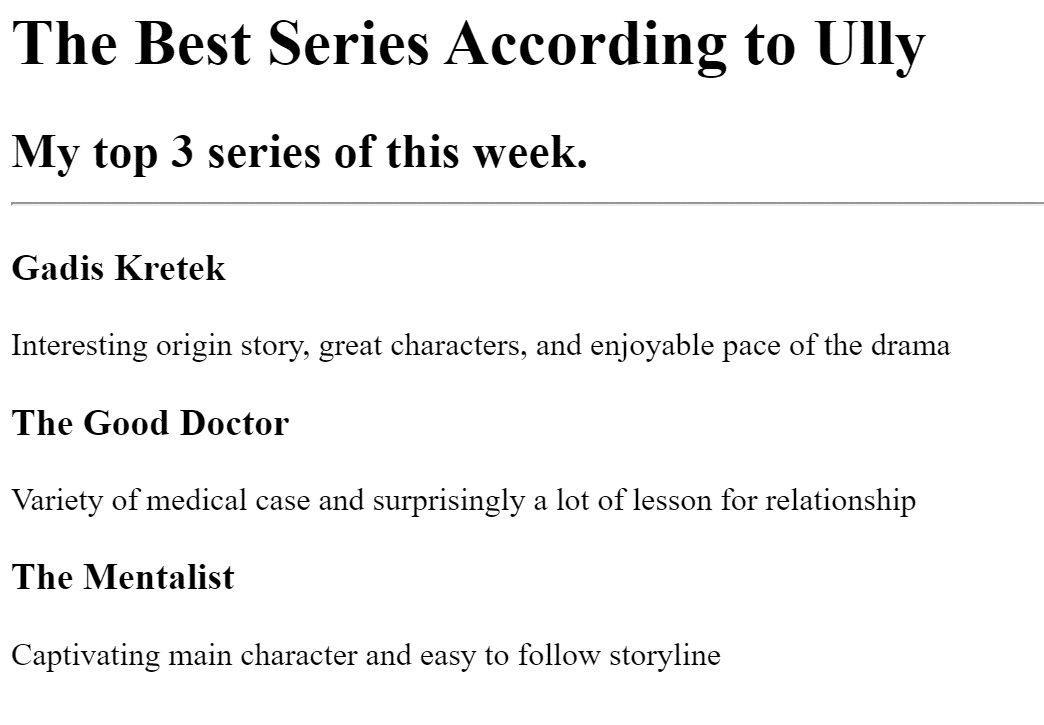 The Best Series According to Ully
My top 3 series of this week.
Gadis Kretek
Interesting origin story, great characters, and enjoyable pace of the drama
The Good Doctor
Variety of medical case and surprisingly a lot of lesson for relationship
The Mentalist
Captivating main character and easy to follow storyline